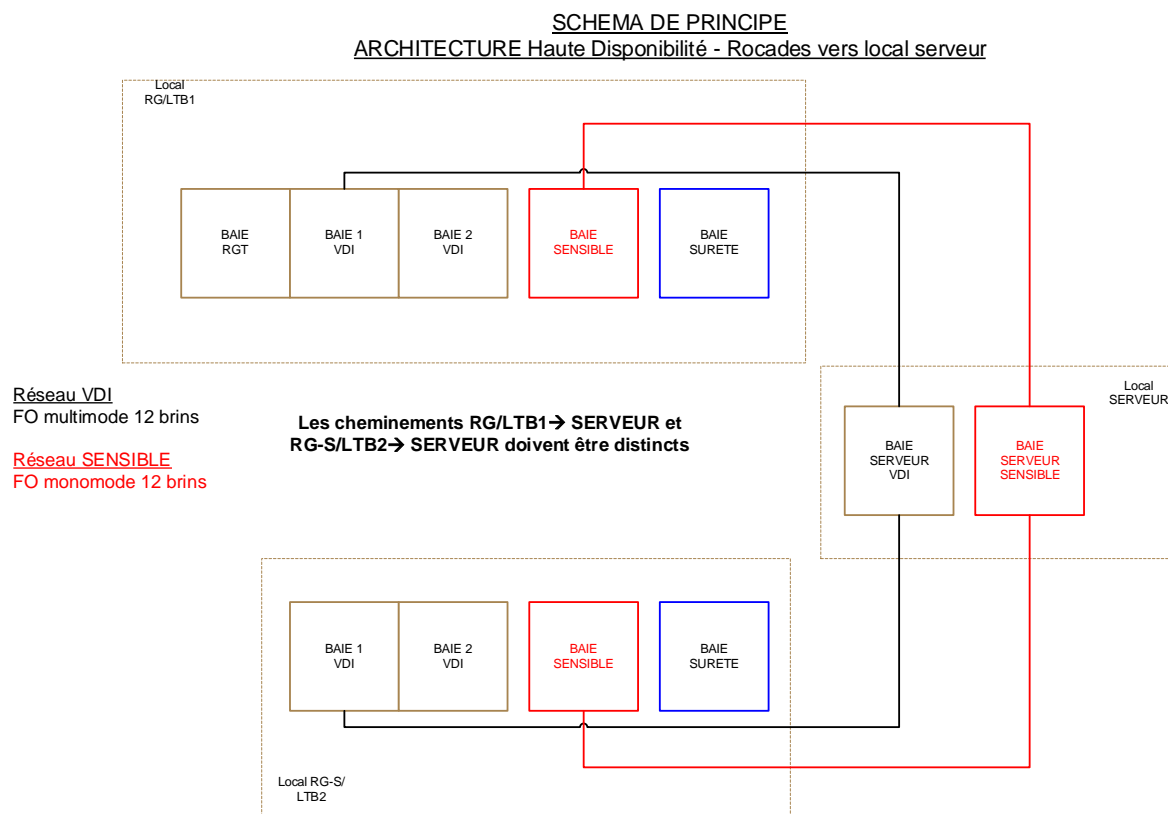 SCHEMA DE PRINCIPE
ARCHITECTURE Haute Disponibilité - Rocades vers local serveur
Local
RG/LTB1
BAIE
RGT
BAIE 1
VDI
BAIE 2
VDI
BAIE
SENSIBLE
BAIE
SURETE
Local
SERVEUR
Réseau VDI
FO multimode 12 brins
Réseau SENSIBLE
FO monomode 12 brins
Les cheminements RG/LTB1→ SERVEUR et
RG-S/LTB2→ SERVEUR doivent être distincts
BAIE
SERVEUR
VDI
BAIE
SERVEUR
SENSIBLE
BAIE 1
VDI
BAIE 2
VDI
BAIE
SENSIBLE
BAIE
SURETE
Local RG-S/
LTB2